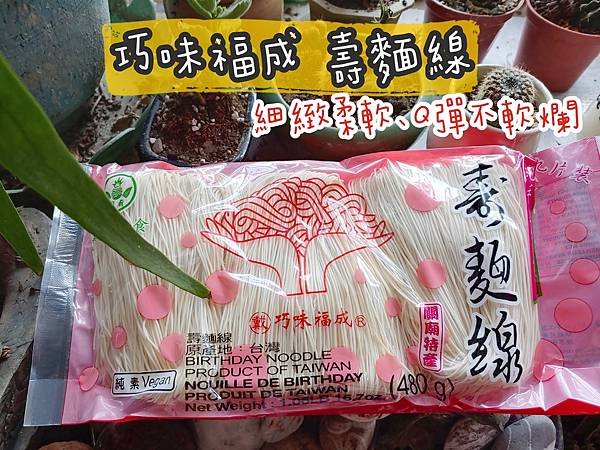 巧味福成 壽麵線
細緻柔軟、Q彈不軟爛
壽麵線
關廟特產
巧味福成®
壽麵線
原產地：台灣
BIRTHDAY NOODLE
PRODUCT OF TAIWAN
NOUILLE DE BIRTHDAY
PRODUIT DE TAIWAN
(480g)
純素 Vegan
Net Weight: